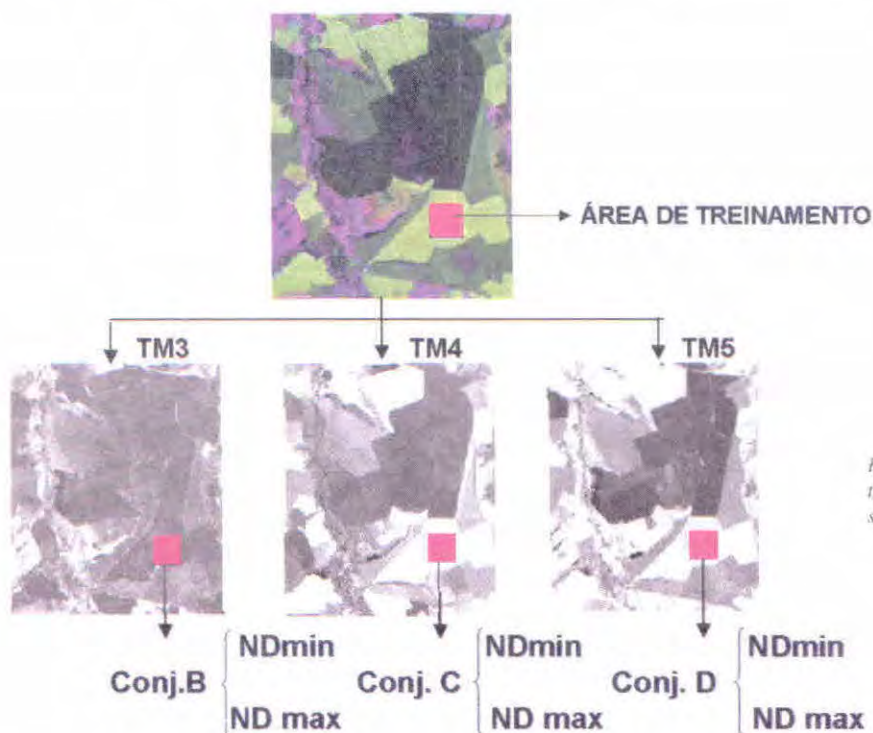 ÁREA DE TREINAMENTO
TM3 TM4 TM5
NDmin NDmin NDmin
Conj.B Conj. C Conj. D
ND max ND max ND max